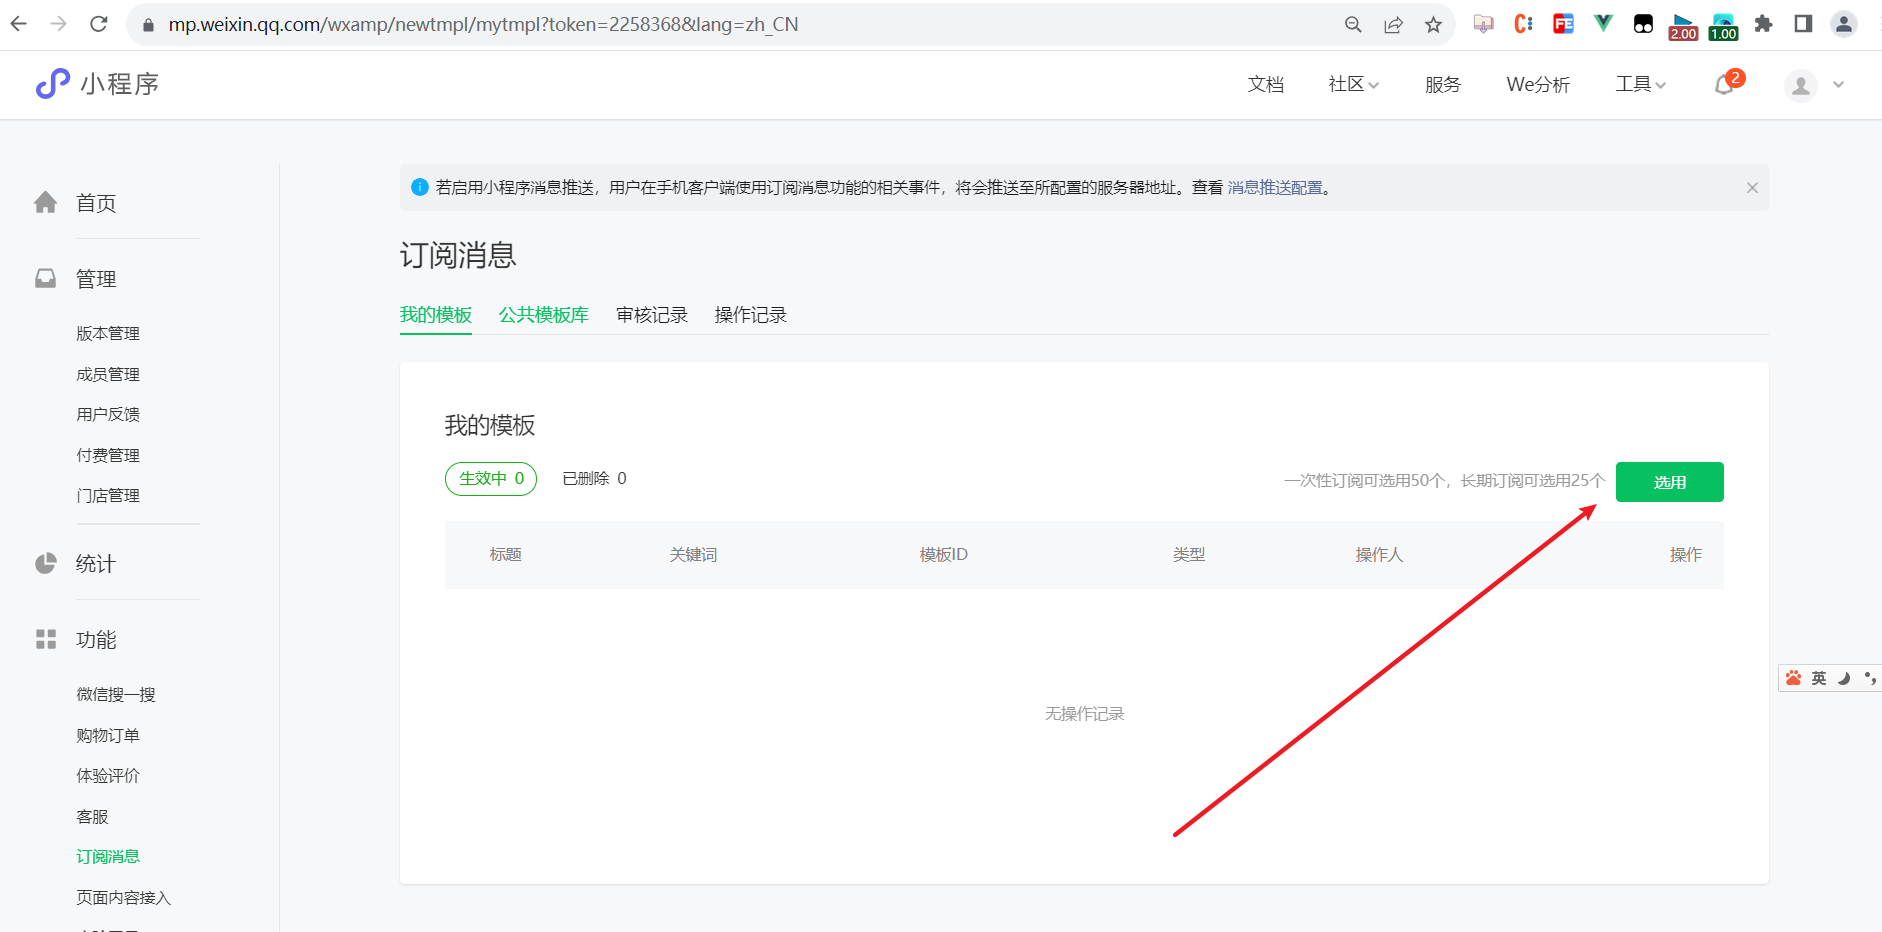 mp.weixin.qq.com/wxamp/newtmpl/mytmpl?token=2258368&lang=zh_CN
2.00
1.00
小程序
文档
社区
服务
We分析
工具
2
首页
管理
版本管理
成员管理
用户反馈
付费管理
门店管理
统计
功能
微信搜一搜
购物订单
体验评价
客服
订阅消息
页面内容接入
若启用小程序消息推送，用户在手机客户端使用订阅消息功能的相关事件，将会推送至所配置的服务器地址。查看 消息推送配置。
订阅消息
我的模板 公共模板库 审核记录 操作记录
我的模板
生效中 0 已删除 0
一次性订阅可选用50个，长期订阅可选用25个 选用
标题 关键词 模板ID 类型 操作人 操作
无操作记录
英